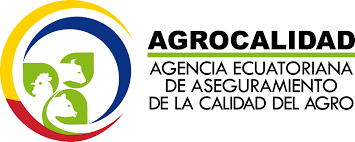 AGROCALIDAD
AGENCIA ECUATORIANA
DE ASEGURAMIENTO
DE LA CALIDAD DEL AGRO